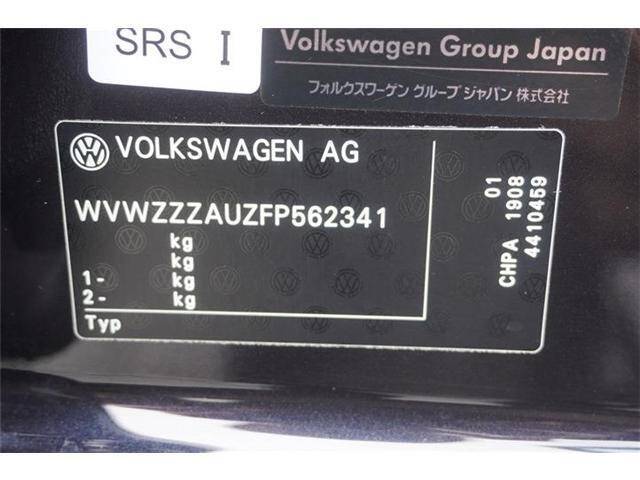 SRS I
Volkswagen Group Japan
フォルクスワーゲン グループ ジャパン 株式会社
VOLKSWAGEN AG
WVWZZZAUZFP562341
kg
kg
1- kg
2- kg
Typ
01
CHPA 1908
4410459